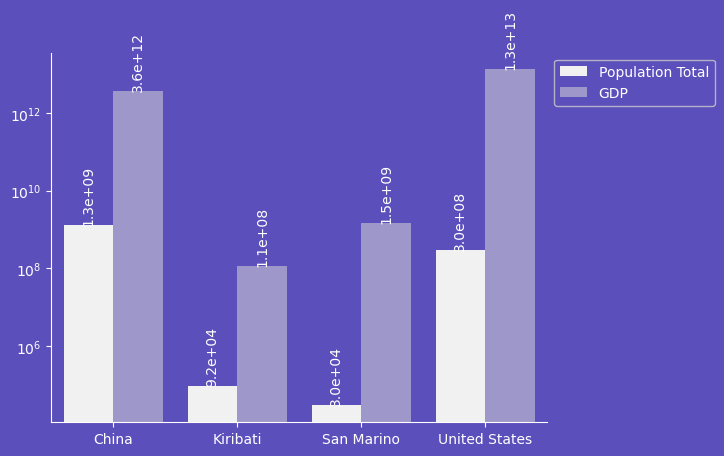 Population Total
GDP
3.6e+12
1.3e+13
1.3e+09
1.1e+08
1.5e+09
3.0e+08
9.2e+04
3.0e+04
10^12
10^10
10^8
10^6
China
Kiribati
San Marino
United States